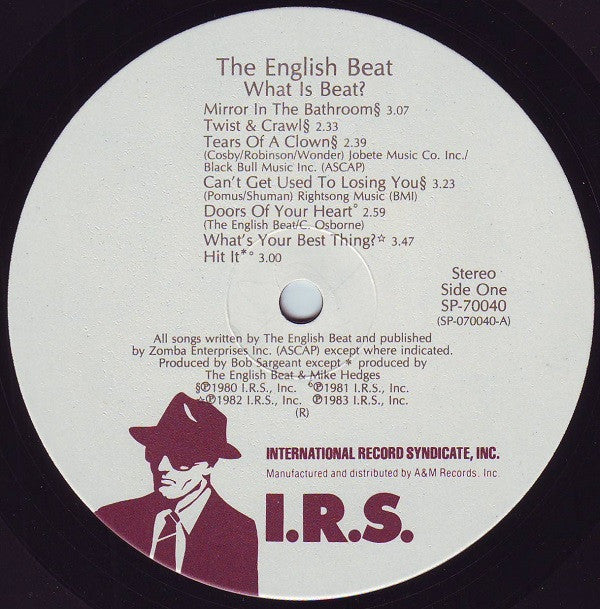 The English Beat
What Is Beat?
Mirror In The Bathroom§ 3.07
Twist & Crawl§ 2.33
Tears Of A Clown§ 2.39
(Cosby/Robinson/Wonder) Jobete Music Co. Inc./
Black Bull Music Inc. (ASCAP)
Can't Get Used To Losing You§ 3.23
(Pomus/Shuman) Rightsong Music (BMI)
Doors Of Your Heart° 2.59
(The English Beat/C. Osborne)
What's Your Best Thing?☆ 3.47
Hit It*° 3.00
Stereo
Side One
SP-70040
(SP-070040-A)
All songs written by The English Beat and published
by Zomba Enterprises Inc. (ASCAP) except where indicated.
Produced by Bob Sargeant except * produced by
The English Beat & Mike Hedges
§℗1980 I.R.S., Inc. °℗1981 I.R.S., Inc.
☆℗1982 I.R.S., Inc. ℗1983 I.R.S., Inc.
(R)
INTERNATIONAL RECORD SYNDICATE, INC.
Manufactured and distributed by A&M Records. Inc.
I.R.S.